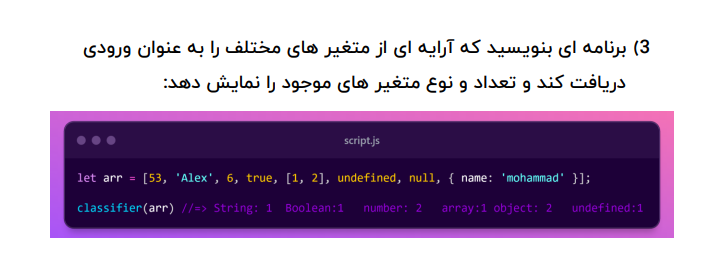 3) برنامه ای بنویسید که آرایه ای از متغیر های مختلف را به عنوان ورودی
دریافت کند و تعداد و نوع متغیر های موجود را نمایش دهد:
script.js
let arr = [53, 'Alex', 6, true, [1, 2], undefined, null, { name: 'mohammad' }];
classifier(arr) //=> String: 1  Boolean:1   number: 2   array:1 object: 2   undefined:1